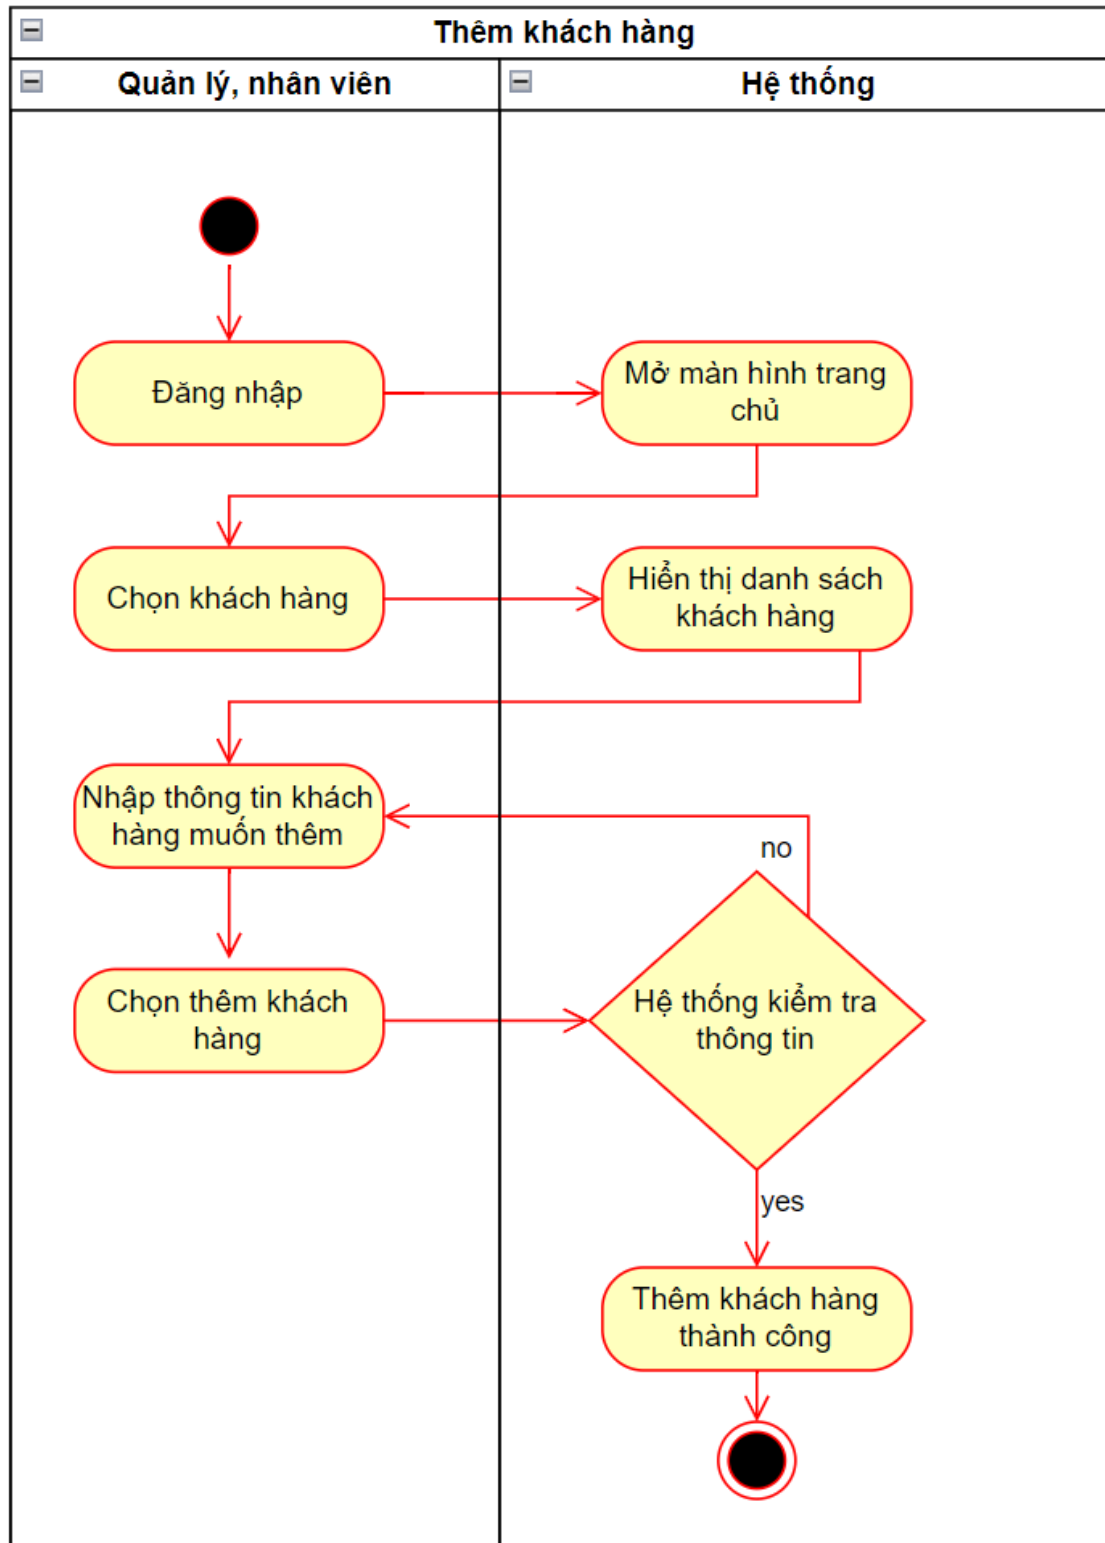 Thêm khách hàng
Quản lý, nhân viên
Hệ thống
Đăng nhập
Mở màn hình trang
chủ
Chọn khách hàng
Hiển thị danh sách
khách hàng
Nhập thông tin khách
hàng muốn thêm
no
Chọn thêm khách
hàng
Hệ thống kiểm tra
thông tin
yes
Thêm khách hàng
thành công